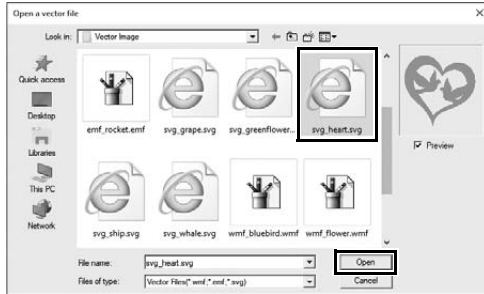 Open a vector file
Look in: Vector Image
Quick access
Desktop
Libraries
This PC
Network
emf_rocket.emf svg_grape.svg svg_greenflower... svg_heart.svg
Preview
svg_ship.svg svg_whale.svg wmf_bluebird.wmf wmf_flower.wmf
File name: svg_heart.svg Open
Files of type: Vector Files(*.wmf,*.emf,*.svg) Cancel